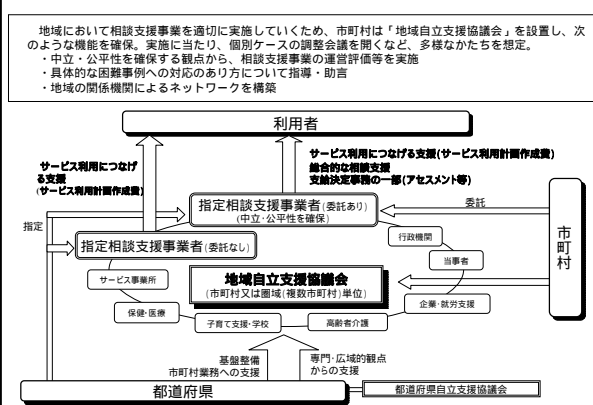 地域において相談支援事業を適切に実施していくため、市町村は「地域自立支援協議会」を設置し、次
のような機能を確保。実施に当たり、個別ケースの調整会議を開くなど、多様なかたちを想定。
・中立・公平性を確保する観点から、相談支援事業の運営評価等を実施
・具体的な困難事例への対応のあり方について指導・助言
・地域の関係機関によるネットワークを構築
利用者
サービス利用につなげ
る支援
(サービス利用計画作成費)
サービス利用につなげる支援(サービス利用計画作成費)
総合的な相談支援
支給決定事務の一部(アセスメント等)
指定相談支援事業者(委託あり)
(中立・公平性を確保)
委託
指定
指定相談支援事業者(委託なし)
行政機関
当事者
市町村
サービス事業所
地域自立支援協議会
(市町村又は圏域(複数市町村)単位)
保健・医療
子育て支援・学校
高齢者介護
企業・就労支援
基盤整備
市町村業務への支援
専門・広域的観点
からの支援
都道府県
都道府県自立支援協議会